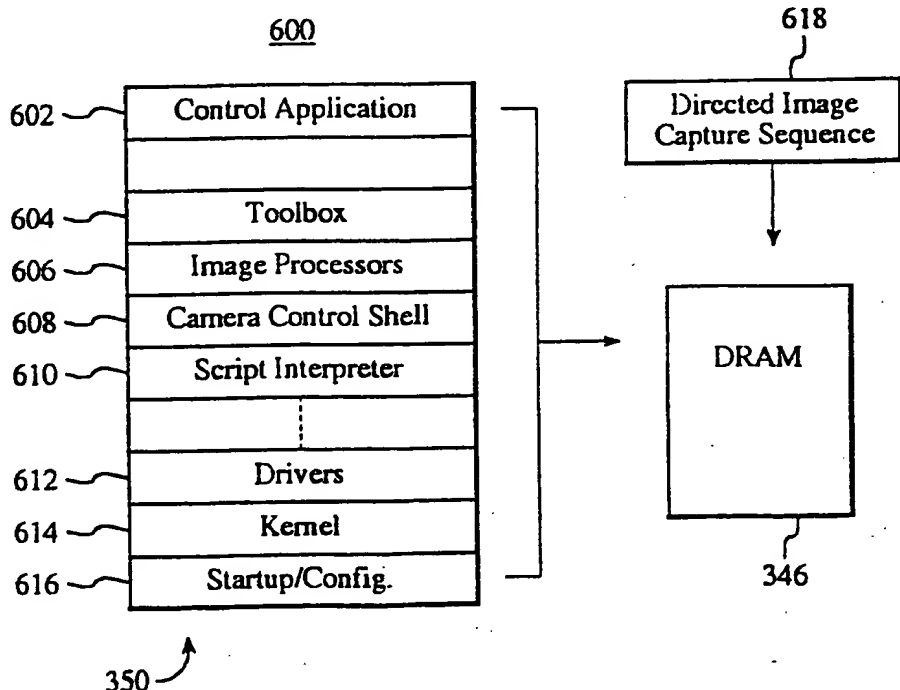 600
618
602
Control Application
Directed Image
Capture Sequence
604
Toolbox
606
Image Processors
608
Camera Control Shell
610
Script Interpreter
DRAM
612
Drivers
614
Kernel
616
Startup/Config.
346
350